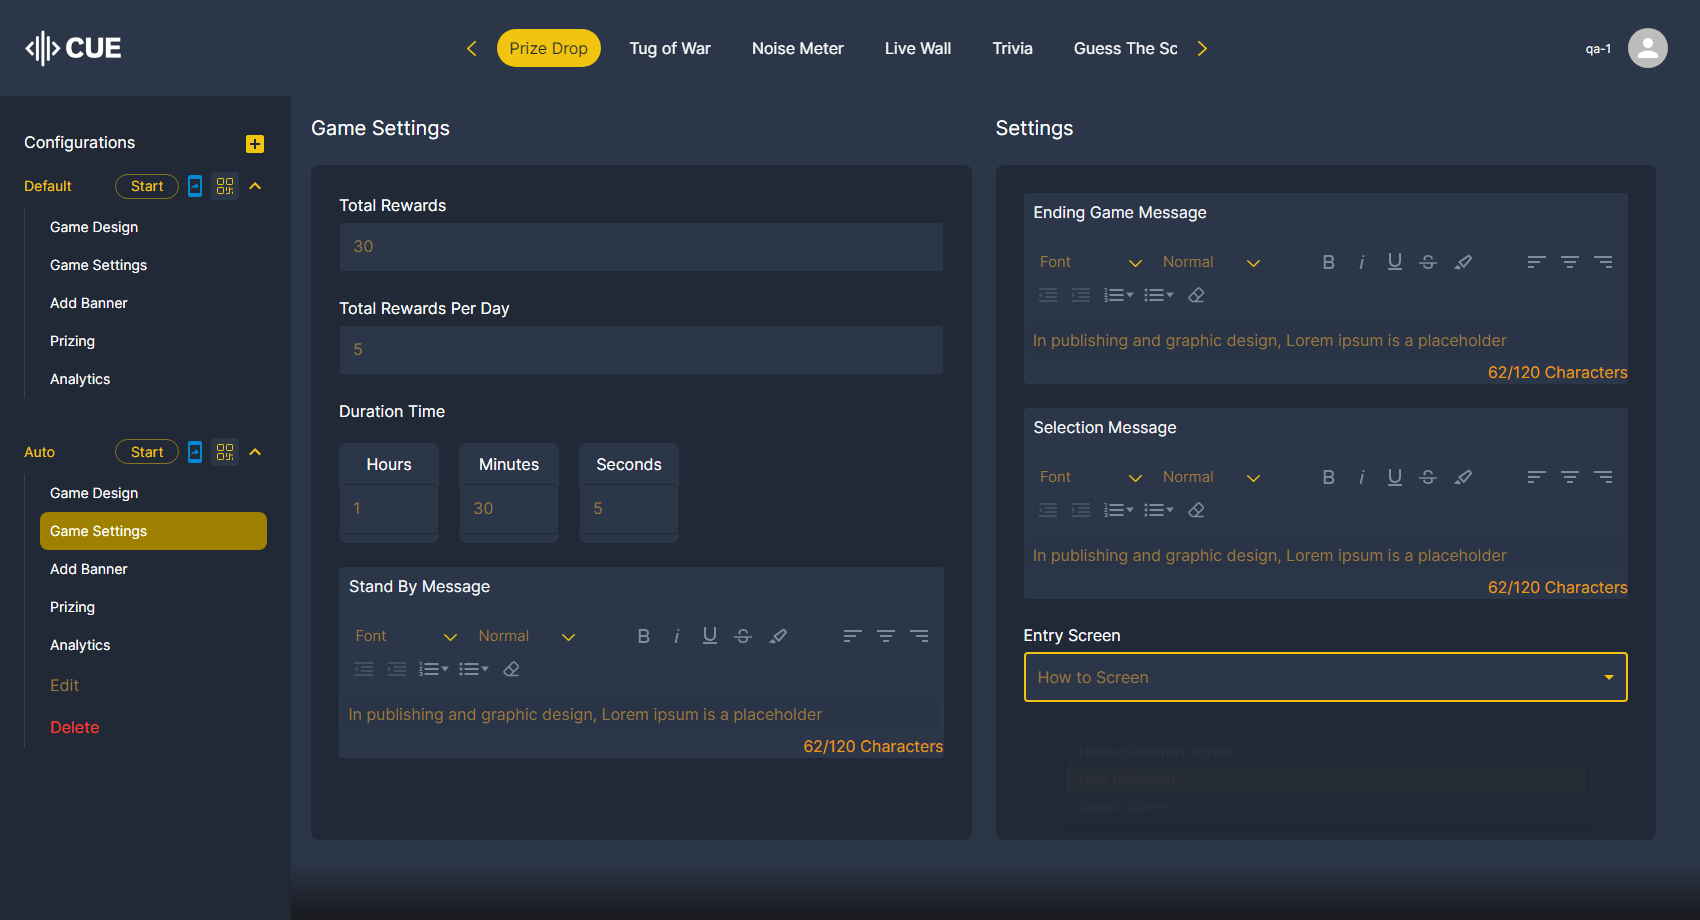 CUE
Prize Drop
Tug of War
Noise Meter
Live Wall
Trivia
Guess The Sc
qa-1
Configurations
Default
Start
Game Design
Game Settings
Add Banner
Prizing
Analytics
Auto
Start
Game Design
Game Settings
Add Banner
Prizing
Analytics
Edit
Delete
Game Settings
Total Rewards
30
Total Rewards Per Day
5
Duration Time
Hours
Minutes
Seconds
1
30
5
Stand By Message
Font
Normal
In publishing and graphic design, Lorem ipsum is a placeholder
62/120 Characters
Settings
Ending Game Message
Font
Normal
In publishing and graphic design, Lorem ipsum is a placeholder
62/120 Characters
Selection Message
Font
Normal
In publishing and graphic design, Lorem ipsum is a placeholder
62/120 Characters
Entry Screen
How to Screen
Home/Gameplay Screen
How to Screen
Splash Screen